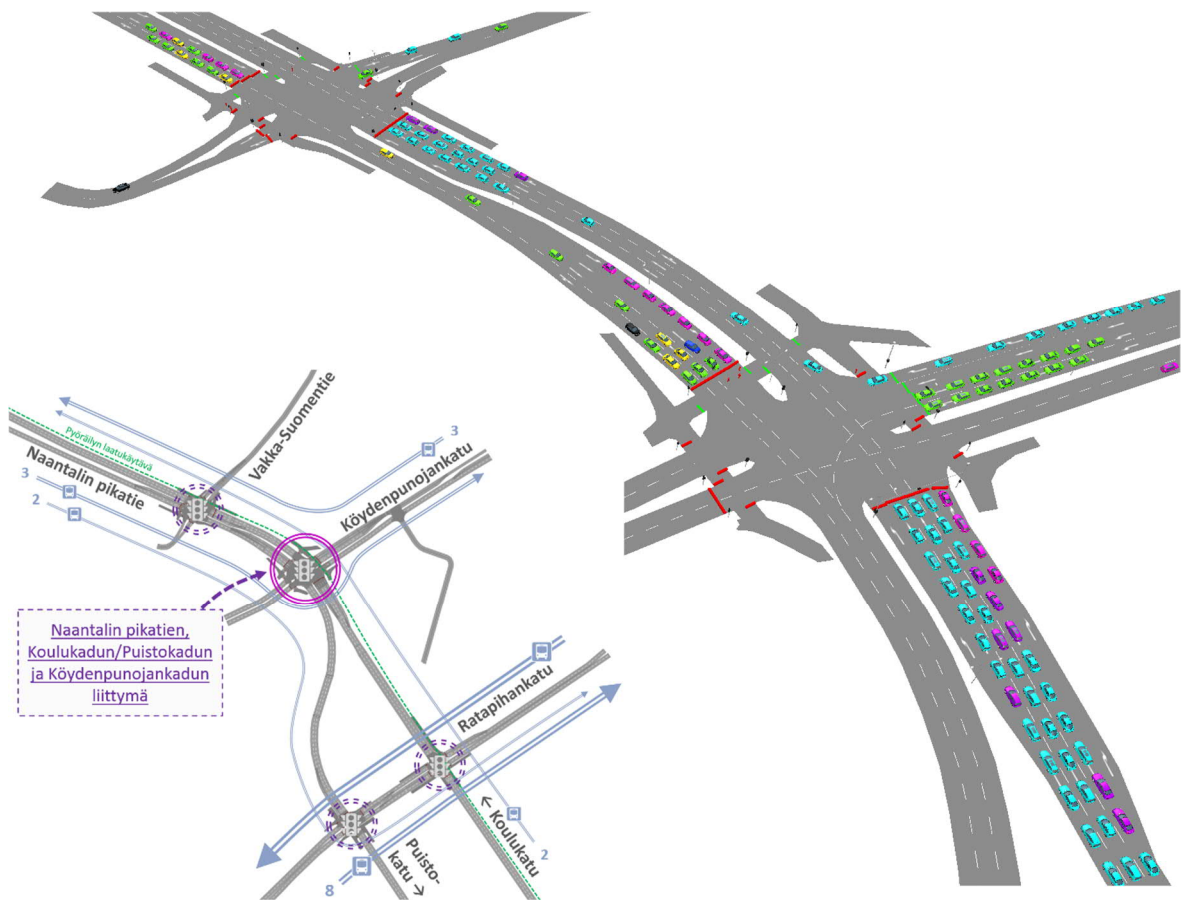 Vakka-Suomentie
Pyöräilyn laatukäytävä
3
Naantalin pikatie
3
2
Köydenpunojankatu
Naantalin pikatien,
Koulukadun/Puistokadun
ja Köydenpunojankadun
liittymä
Ratapihankatu
← Koulukatu
2
Puisto-
katu →
8